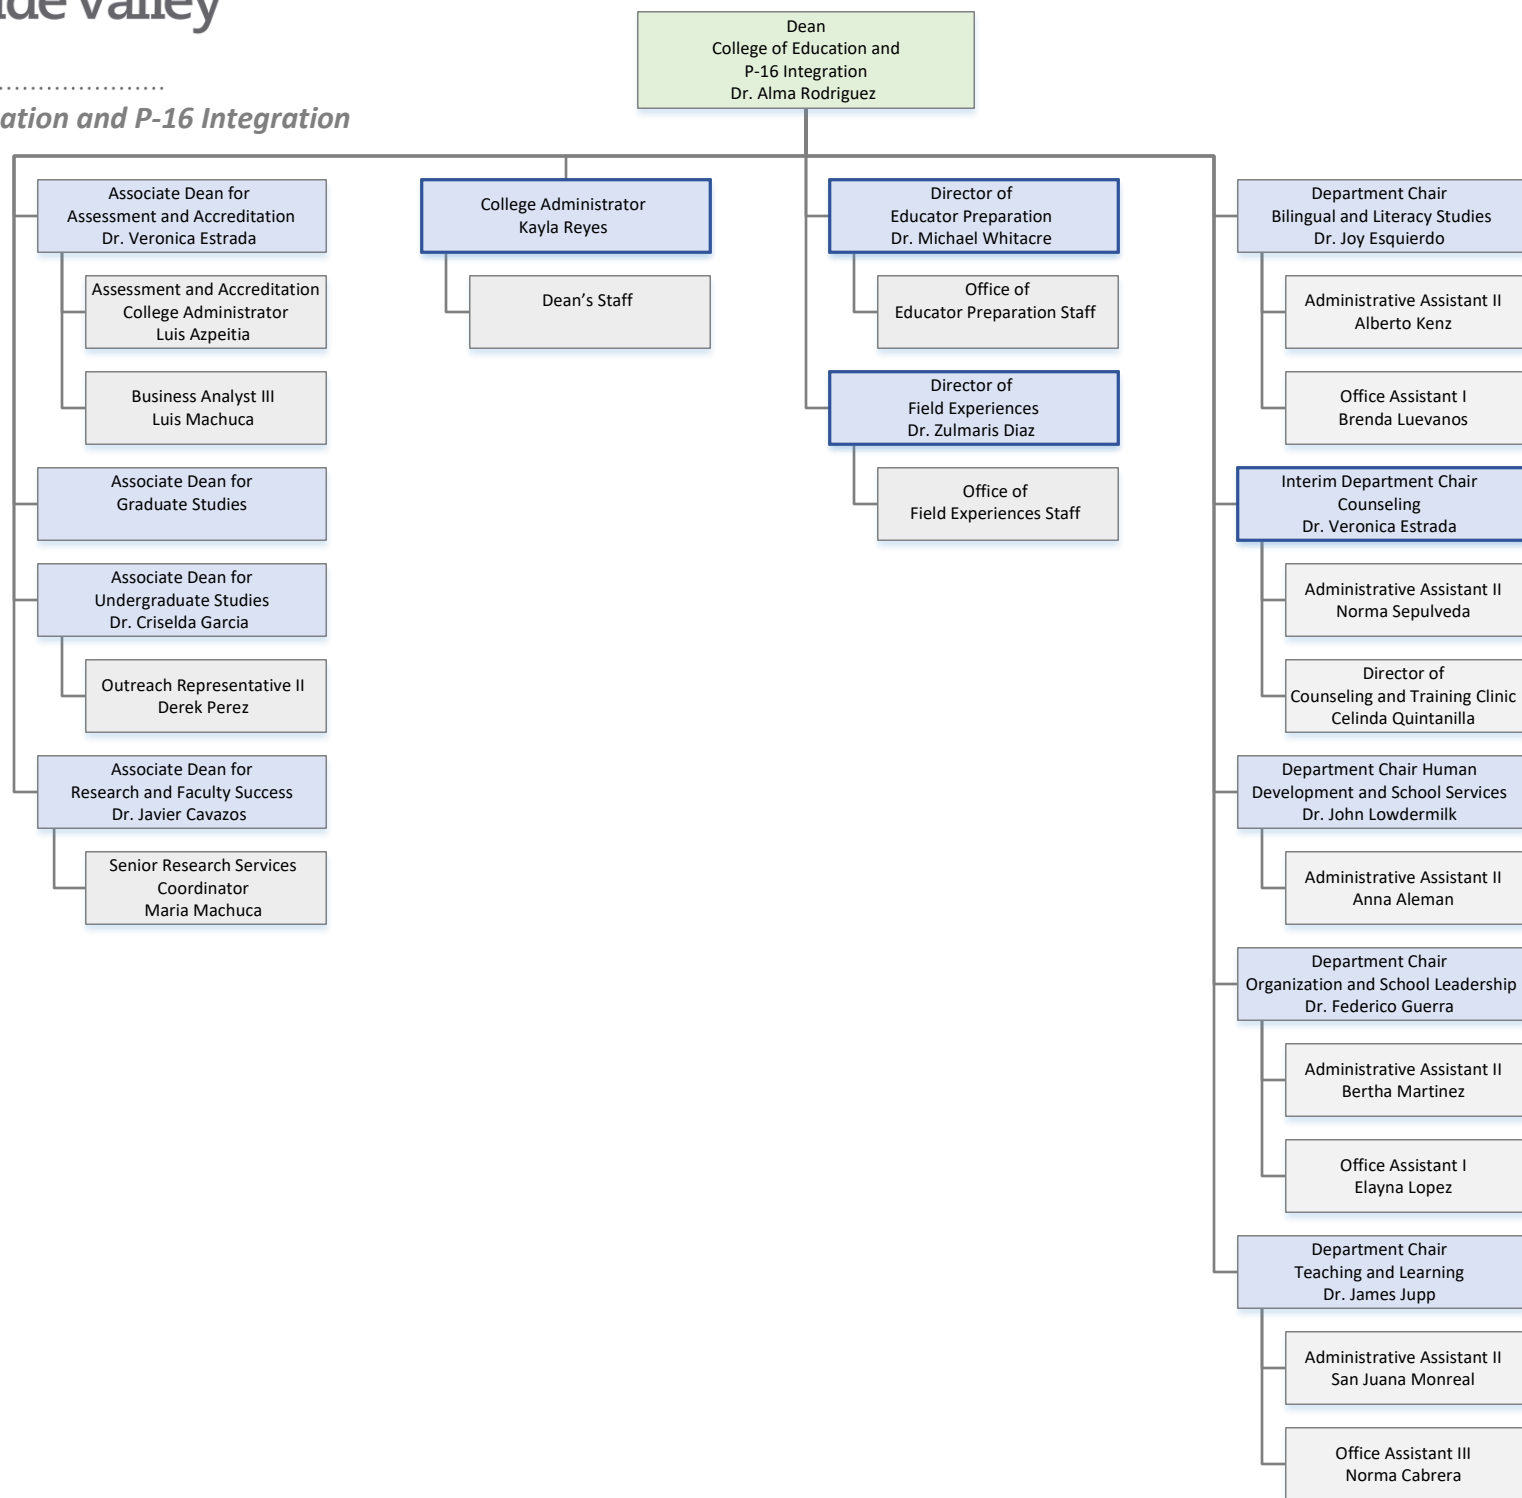 Valley
ation and P-16 Integration
Dean
College of Education and
P-16 Integration
Dr. Alma Rodriguez
Associate Dean for
Assessment and Accreditation
Dr. Veronica Estrada
Assessment and Accreditation
College Administrator
Luis Azpeitia
Business Analyst III
Luis Machuca
Associate Dean for
Graduate Studies
Associate Dean for
Undergraduate Studies
Dr. Criselda Garcia
Outreach Representative II
Derek Perez
Associate Dean for
Research and Faculty Success
Dr. Javier Cavazos
Senior Research Services
Coordinator
Maria Machuca
College Administrator
Kayla Reyes
Dean’s Staff
Director of
Educator Preparation
Dr. Michael Whitacre
Office of
Educator Preparation Staff
Director of
Field Experiences
Dr. Zulmaris Diaz
Office of
Field Experiences Staff
Department Chair
Bilingual and Literacy Studies
Dr. Joy Esquierdo
Administrative Assistant II
Alberto Kenz
Office Assistant I
Brenda Luevanos
Interim Department Chair
Counseling
Dr. Veronica Estrada
Administrative Assistant II
Norma Sepulveda
Director of
Counseling and Training Clinic
Celinda Quintanilla
Department Chair Human
Development and School Services
Dr. John Lowdermilk
Administrative Assistant II
Anna Aleman
Department Chair
Organization and School Leadership
Dr. Federico Guerra
Administrative Assistant II
Bertha Martinez
Office Assistant I
Elayna Lopez
Department Chair
Teaching and Learning
Dr. James Jupp
Administrative Assistant II
San Juana Monreal
Office Assistant III
Norma Cabrera